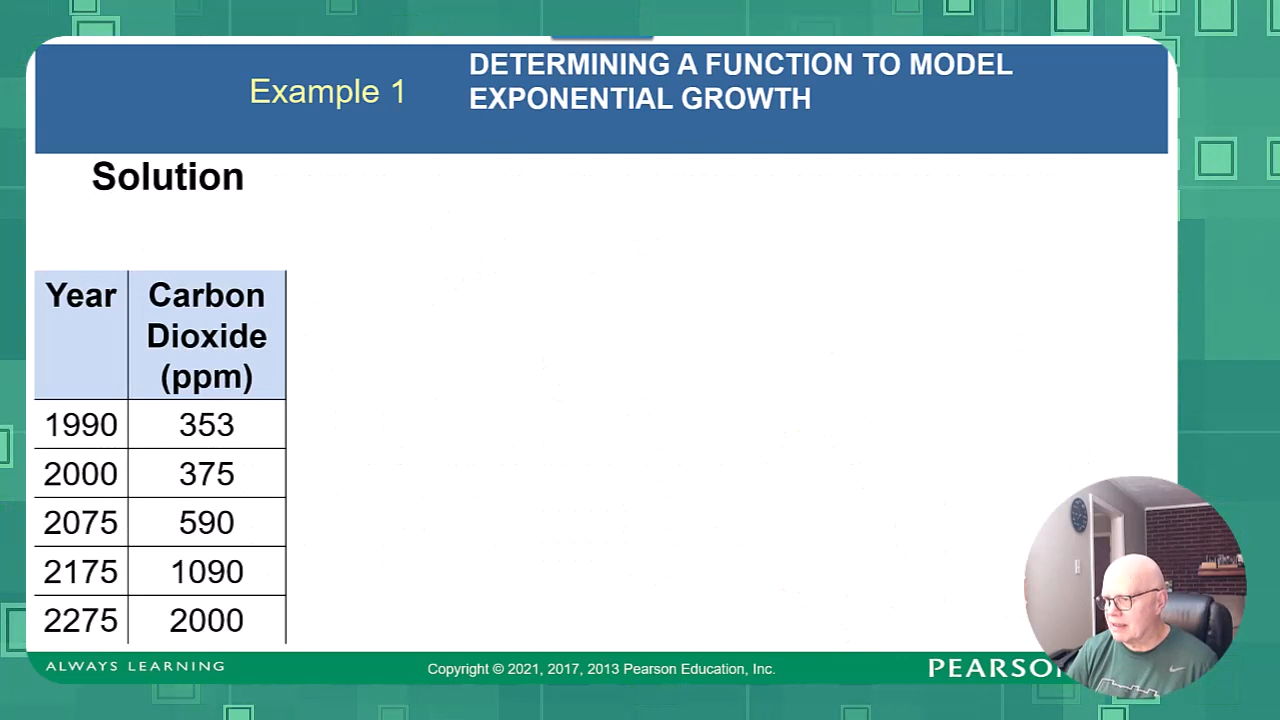 Example 1
DETERMINING A FUNCTION TO MODEL
EXPONENTIAL GROWTH
Solution
Year Carbon
Dioxide
(ppm)
1990 353
2000 375
2075 590
2175 1090
2275 2000
ALWAYS LEARNING
Copyright © 2021, 2017, 2013 Pearson Education, Inc.
PEARSON